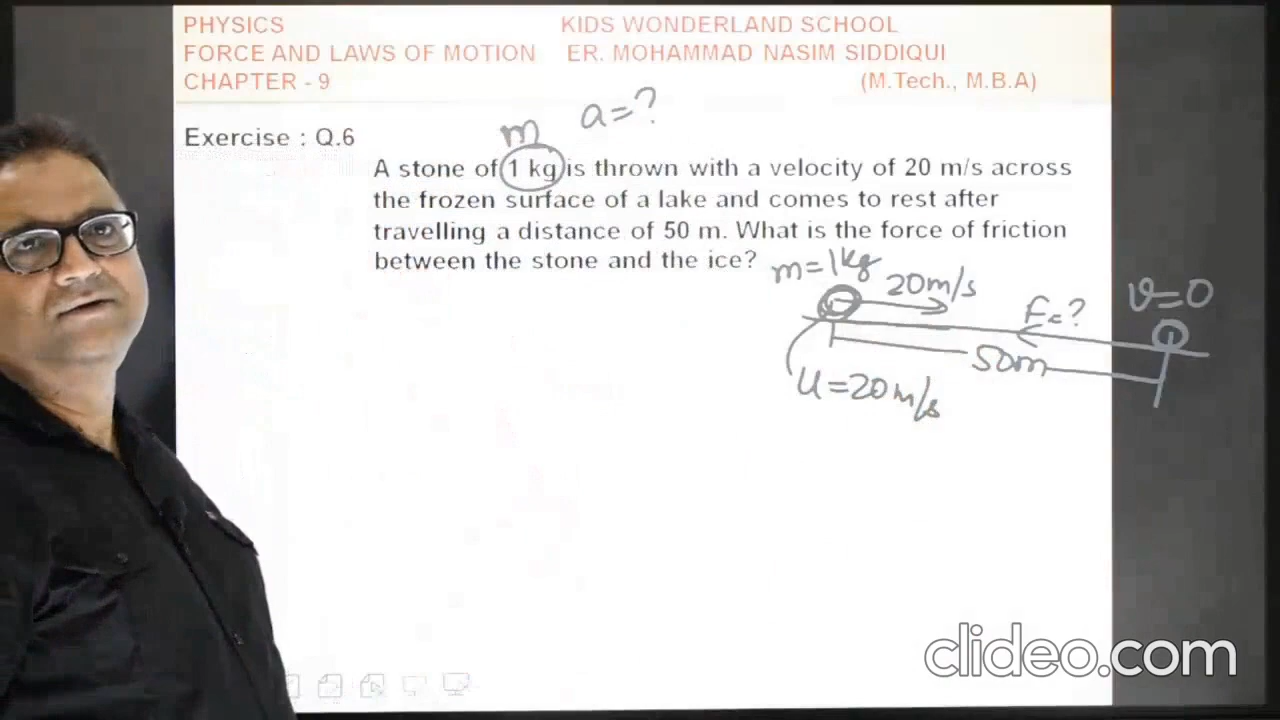 PHYSICS KIDS WONDERLAND SCHOOL
FORCE AND LAWS OF MOTION ER. MOHAMMAD NASIM SIDDIQUI
CHAPTER - 9 (M.Tech., M.B.A)
m a=?
Exercise : Q.6
A stone of 1 kg is thrown with a velocity of 20 m/s across
the frozen surface of a lake and comes to rest after
travelling a distance of 50 m. What is the force of friction
between the stone and the ice?
m=1kg
20m/s
F=?
v=0
50m
u=20m/s
clideo.com